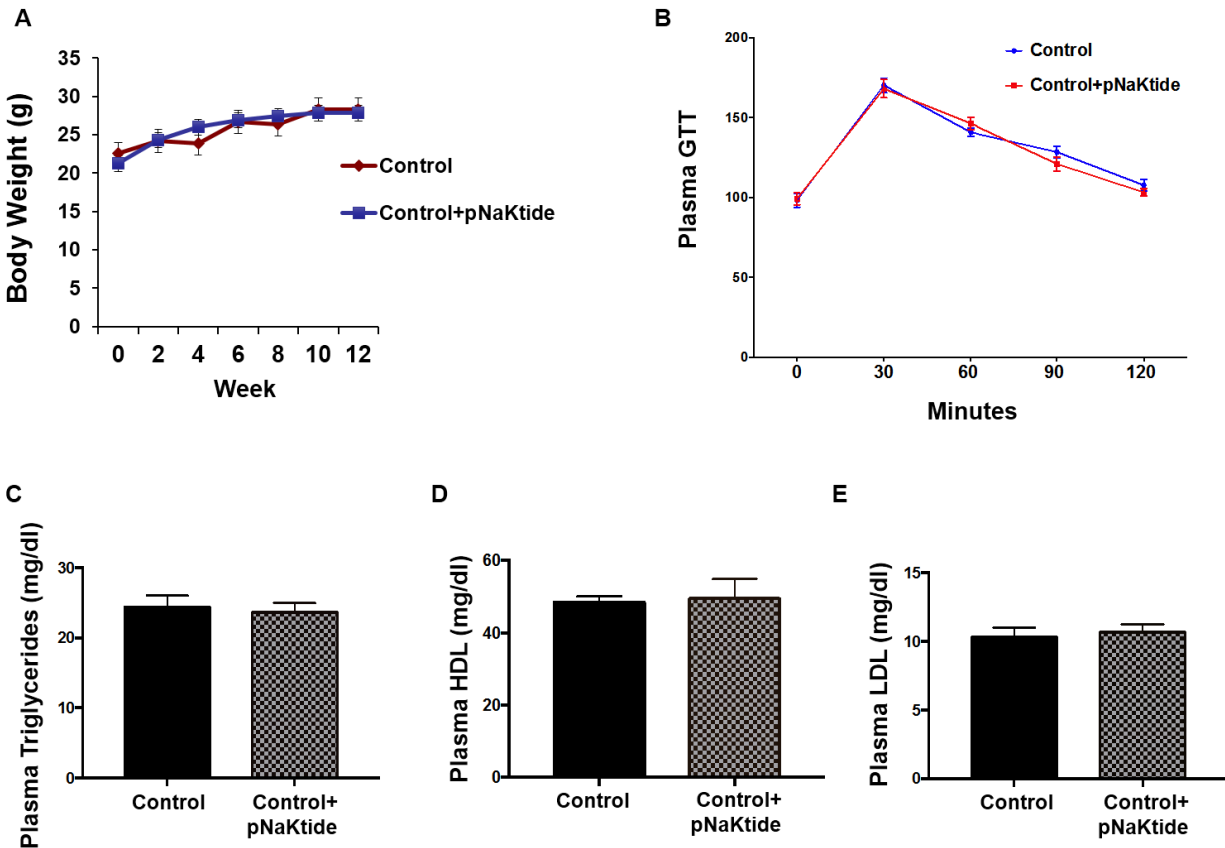 A
Body Weight (g)
35
30
25
20
15
10
5
0
0 2 4 6 8 10 12
Week
Control
Control+pNaKtide
B
Plasma GTT
200
150
100
50
0
0 30 60 90 120
Minutes
Control
Control+pNaKtide
C
Plasma Triglycerides (mg/dl)
30
20
10
0
Control Control+
pNaKtide
D
Plasma HDL (mg/dl)
60
40
20
0
Control Control+
pNaKtide
E
Plasma LDL (mg/dl)
15
10
5
0
Control Control+
pNaKtide